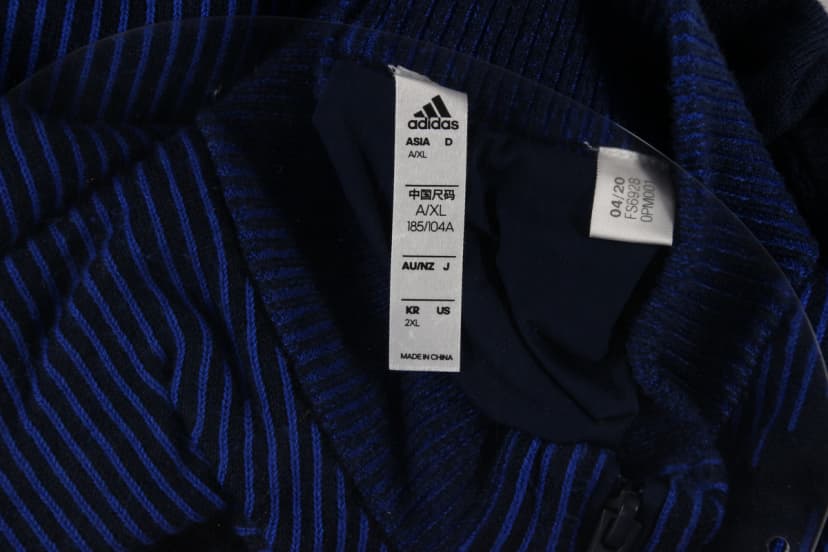 adidas
ASIA D
A/XL
中国尺码
A/XL
185/104A
AU/NZ J
KR US
2XL
MADE IN CHINA
04/20
FS6928
0PM001